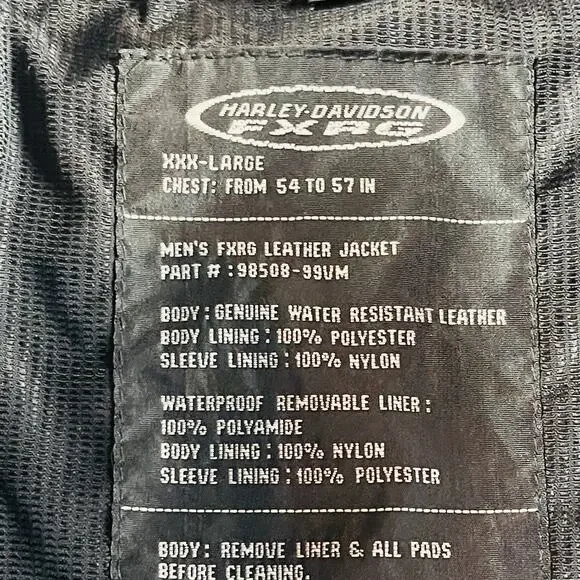 HARLEY-DAVIDSON
FXRG
XXX-LARGE
CHEST: FROM 54 TO 57 IN
MEN'S FXRG LEATHER JACKET
PART #:98508-99VM
BODY: GENUINE WATER RESISTANT LEATHER
BODY LINING: 100% POLYESTER
SLEEVE LINING: 100% NYLON
WATERPROOF REMOVABLE LINER:
100% POLYAMIDE
BODY LINING: 100% NYLON
SLEEVE LINING: 100% POLYESTER
BODY: REMOVE LINER & ALL PADS
BEFORE CLEANING.